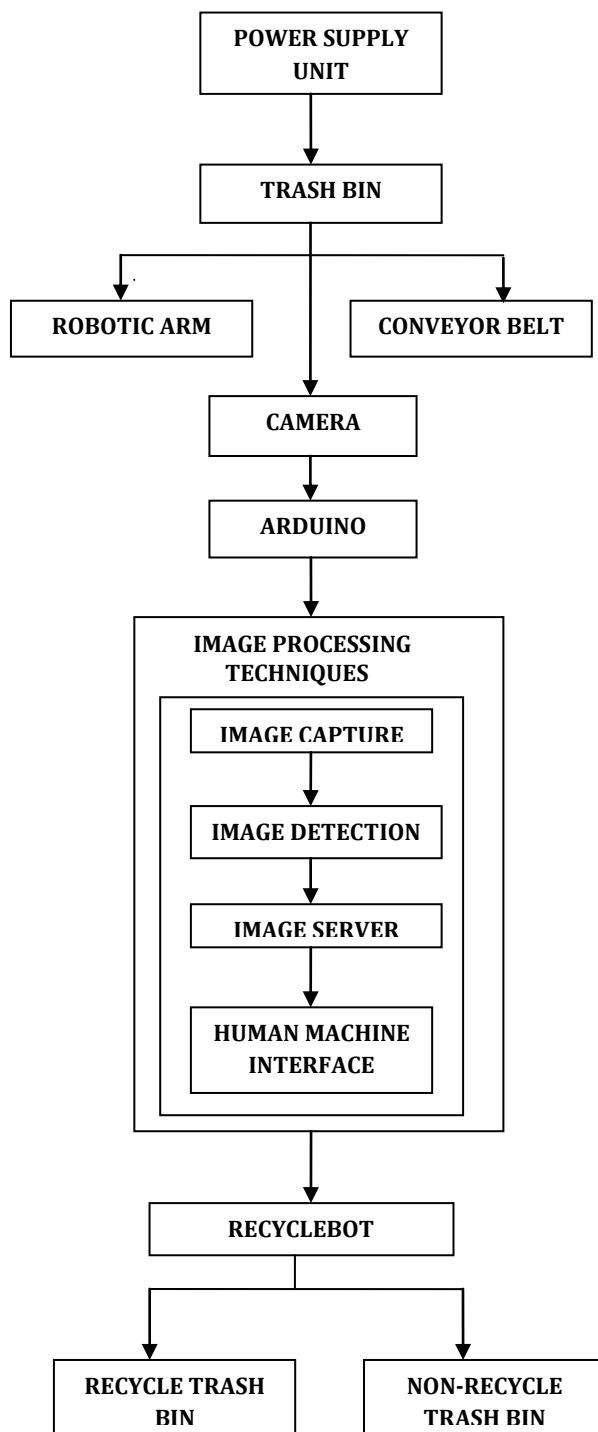 POWER SUPPLY
UNIT
TRASH BIN
ROBOTIC ARM
CONVEYOR BELT
CAMERA
ARDUINO
IMAGE PROCESSING
TECHNIQUES
IMAGE CAPTURE
IMAGE DETECTION
IMAGE SERVER
HUMAN MACHINE
INTERFACE
RECYCLEBOT
RECYCLE TRASH
BIN
NON-RECYCLE
TRASH BIN